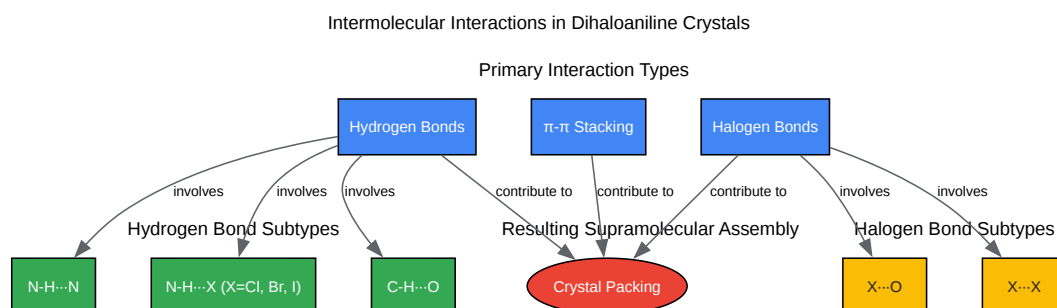 Intermolecular Interactions in Dihaloaniline Crystals
Primary Interaction Types
Hydrogen Bonds
π-π Stacking
Halogen Bonds
involves
involves
involves
contribute to
contribute to
contribute to
involves
involves
Hydrogen Bond Subtypes
Resulting Supramolecular Assembly
Halogen Bond Subtypes
N-H···N
N-H···X (X=Cl, Br, I)
C-H···O
Crystal Packing
X···O
X···X